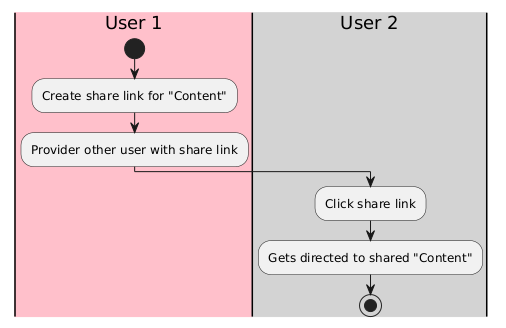 User 1
User 2
Create share link for "Content"
Provider other user with share link
Click share link
Gets directed to shared "Content"